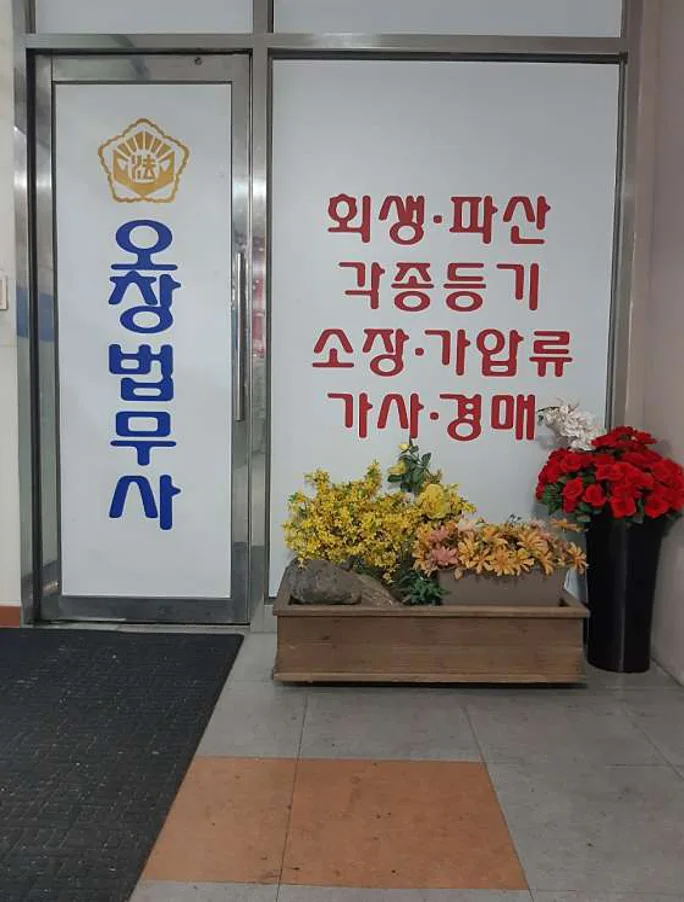 法
오창법무사
회생·파산
각종등기
소장·가압류
가사·경매